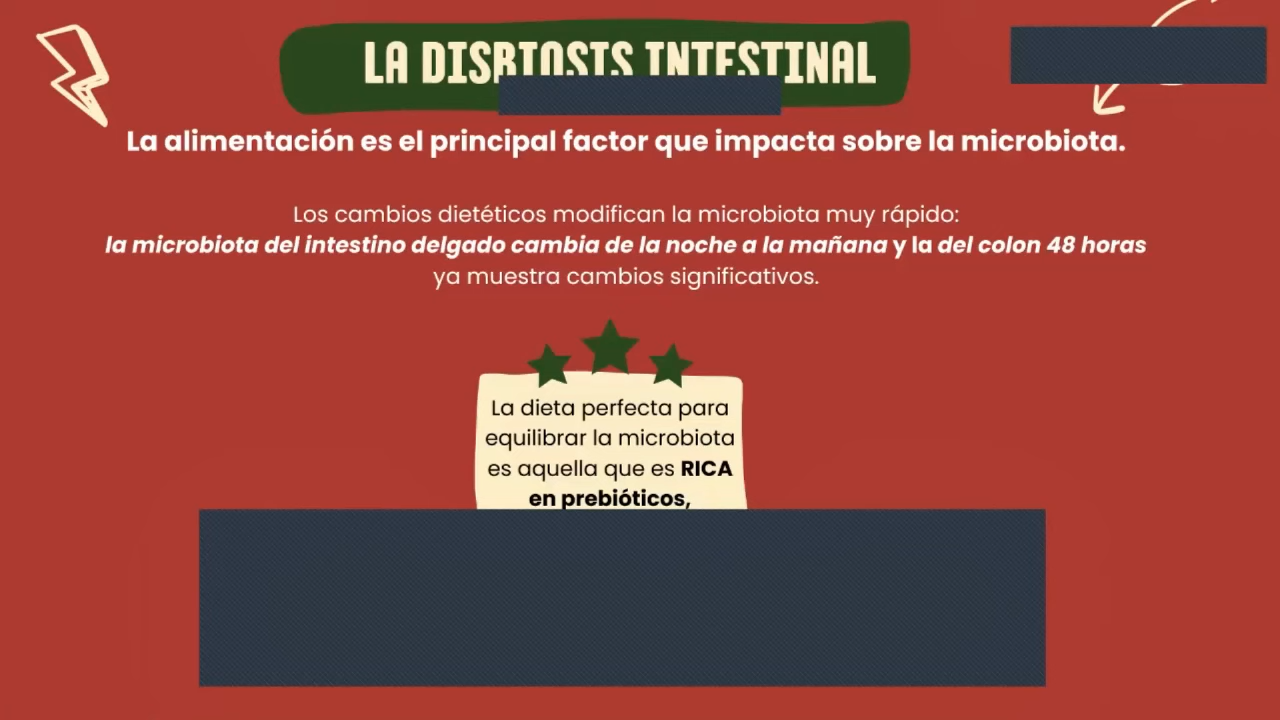 LA DISBIOSIS INTESTINAL
La alimentación es el principal factor que impacta sobre la microbiota.
Los cambios dietéticos modifican la microbiota muy rápido:
la microbiota del intestino delgado cambia de la noche a la mañana y la del colon 48 horas
ya muestra cambios significativos.
La dieta perfecta para
equilibrar la microbiota
es aquella que es RICA
en prebióticos,